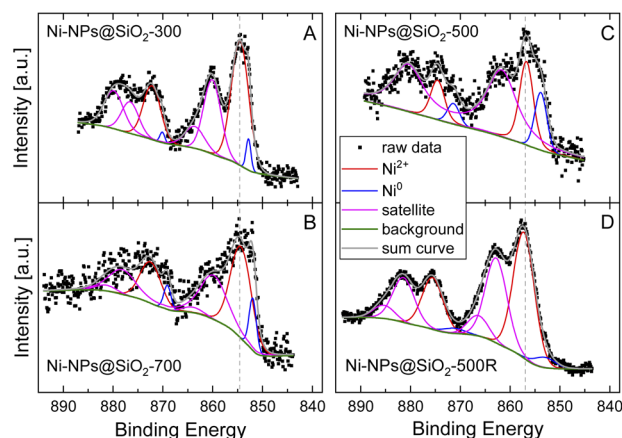 Ni-NPs@SiO2-300
A
Intensity [a.u.]
Ni-NPs@SiO2-500
C
raw data
Ni2+
Ni0
satellite
background
sum curve
B
Intensity [a.u.]
Ni-NPs@SiO2-700
D
Ni-NPs@SiO2-500R
890 880 870 860 850 840
890 880 870 860 850 840
Binding Energy
Binding Energy